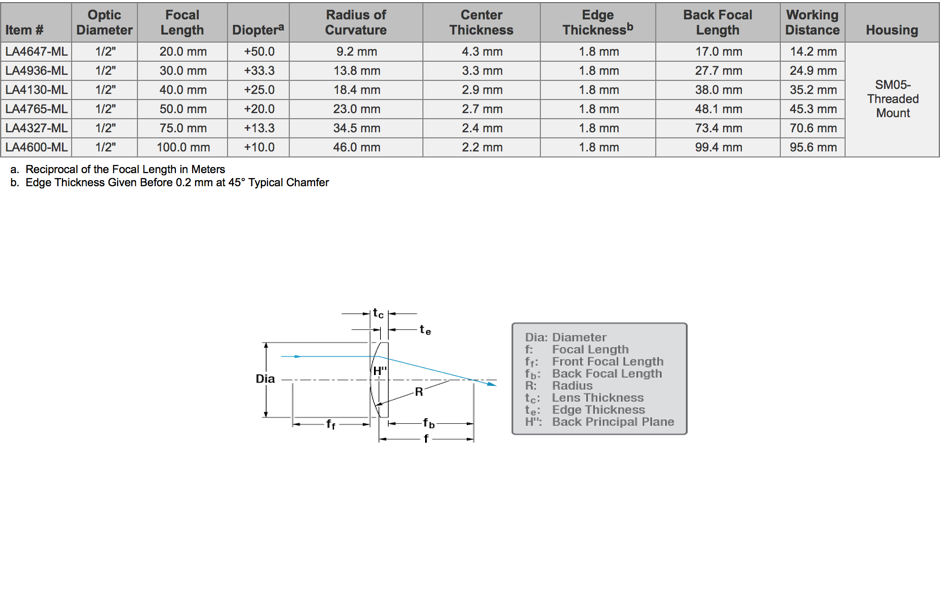 Item # Optic Diameter Focal Length Dioptera Radius of Curvature Center Thickness Edge Thicknessb Back Focal Length Working Distance Housing
LA4647-ML 1/2" 20.0 mm +50.0 9.2 mm 4.3 mm 1.8 mm 17.0 mm 14.2 mm
LA4936-ML 1/2" 30.0 mm +33.3 13.8 mm 3.3 mm 1.8 mm 27.7 mm 24.9 mm
LA4130-ML 1/2" 40.0 mm +25.0 18.4 mm 2.9 mm 1.8 mm 38.0 mm 35.2 mm
LA4765-ML 1/2" 50.0 mm +20.0 23.0 mm 2.7 mm 1.8 mm 48.1 mm 45.3 mm
LA4327-ML 1/2" 75.0 mm +13.3 34.5 mm 2.4 mm 1.8 mm 73.4 mm 70.6 mm
LA4600-ML 1/2" 100.0 mm +10.0 46.0 mm 2.2 mm 1.8 mm 99.4 mm 95.6 mm
SM05-
Threaded
Mount
a. Reciprocal of the Focal Length in Meters
b. Edge Thickness Given Before 0.2 mm at 45° Typical Chamfer
tc
te
H"
Dia
R
ff
fb
f
Dia: Diameter
f: Focal Length
ff: Front Focal Length
fb: Back Focal Length
R: Radius
tc: Lens Thickness
te: Edge Thickness
H": Back Principal Plane